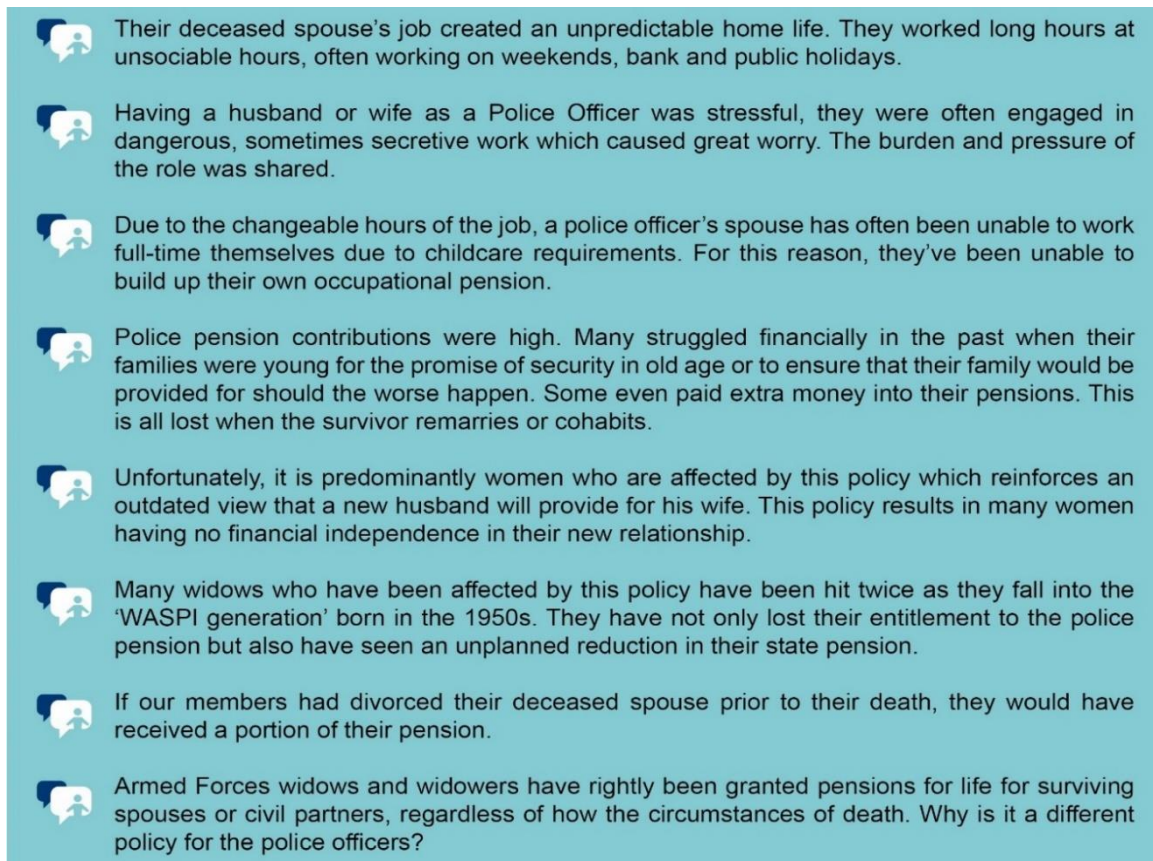 Their deceased spouse’s job created an unpredictable home life. They worked long hours at
unsociable hours, often working on weekends, bank and public holidays.
Having a husband or wife as a Police Officer was stressful, they were often engaged in
dangerous, sometimes secretive work which caused great worry. The burden and pressure of
the role was shared.
Due to the changeable hours of the job, a police officer’s spouse has often been unable to work
full-time themselves due to childcare requirements. For this reason, they’ve been unable to
build up their own occupational pension.
Police pension contributions were high. Many struggled financially in the past when their
families were young for the promise of security in old age or to ensure that their family would be
provided for should the worse happen. Some even paid extra money into their pensions. This
is all lost when the survivor remarries or cohabits.
Unfortunately, it is predominantly women who are affected by this policy which reinforces an
outdated view that a new husband will provide for his wife. This policy results in many women
having no financial independence in their new relationship.
Many widows who have been affected by this policy have been hit twice as they fall into the
‘WASPI generation’ born in the 1950s. They have not only lost their entitlement to the police
pension but also have seen an unplanned reduction in their state pension.
If our members had divorced their deceased spouse prior to their death, they would have
received a portion of their pension.
Armed Forces widows and widowers have rightly been granted pensions for life for surviving
spouses or civil partners, regardless of how the circumstances of death. Why is it a different
policy for the police officers?